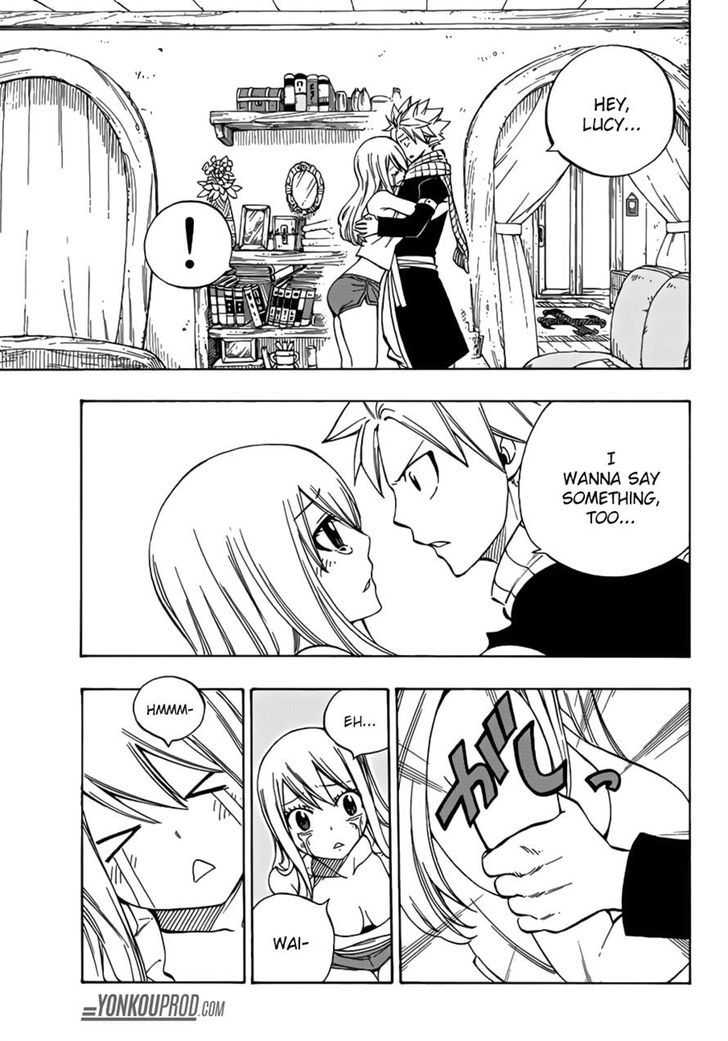 HEY,
LUCY...
!
I
WANNA SAY
SOMETHING,
TOO...
がしっ
EH...
WAI-
HMMM-
=YONKOUPROD.COM